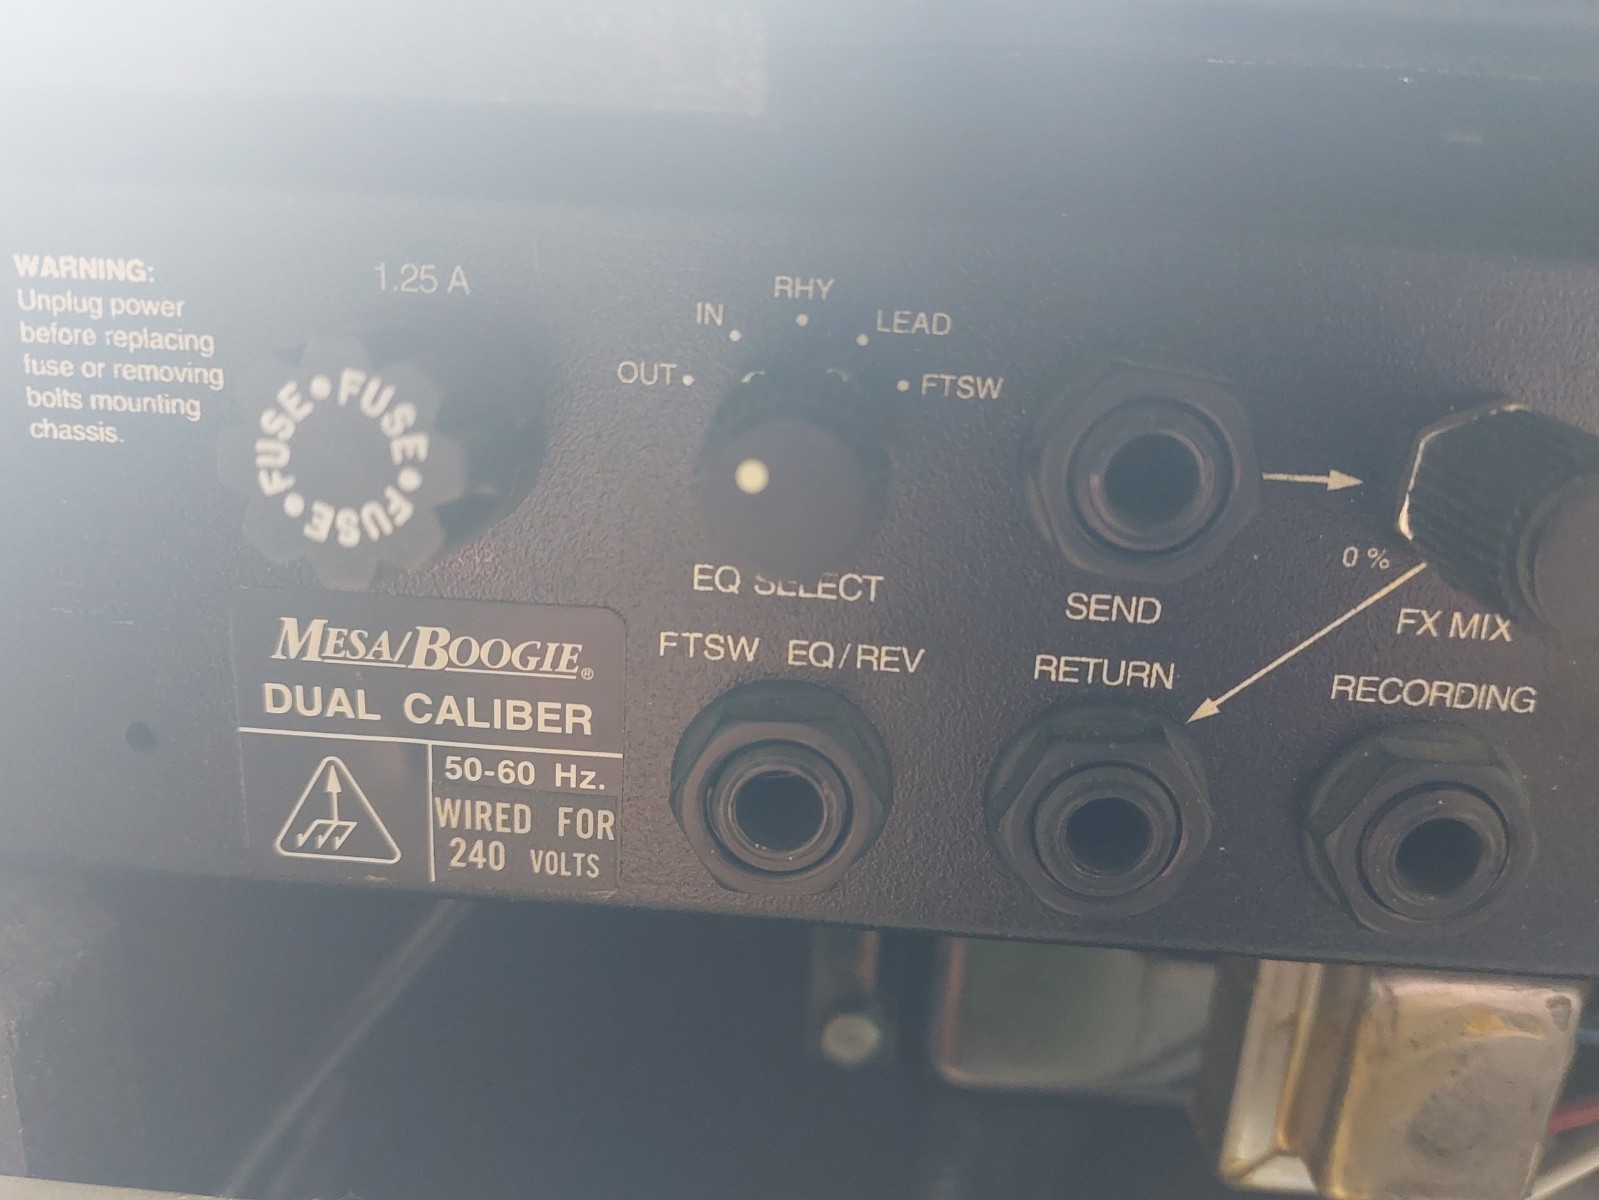 WARNING:
Unplug power
before replacing
fuse or removing
bolts mounting
chassis.
1.25 A
FUSE • FUSE • FUSE •
OUT
IN
RHY
LEAD
FTSW
EQ SELECT
SEND
0 %
FX MIX
MESA/BOOGIE®
DUAL CALIBER
50-60 Hz.
WIRED FOR
240 VOLTS
FTSW EQ/REV
RETURN
RECORDING